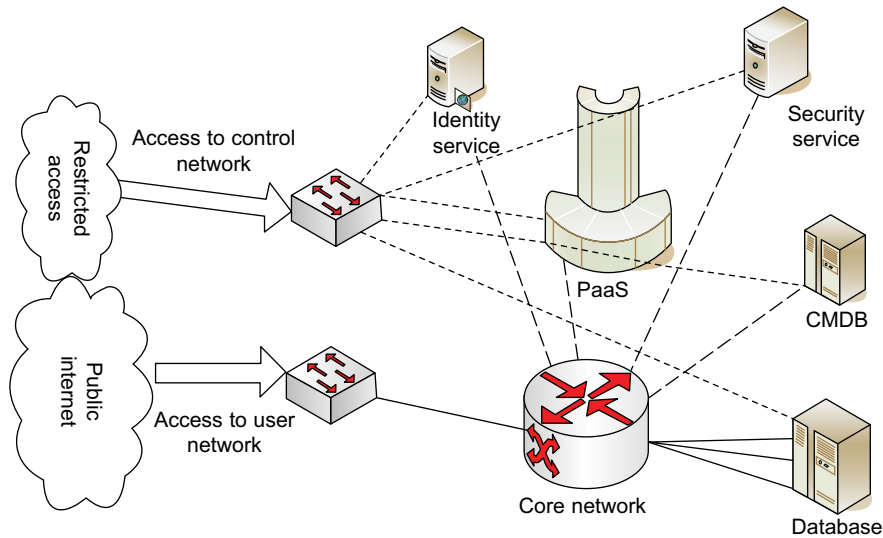 Identity
service
Security
service
Access to control
network
Restricted
access
PaaS
CMDB
Public
internet
Access to user
network
Core network
Database